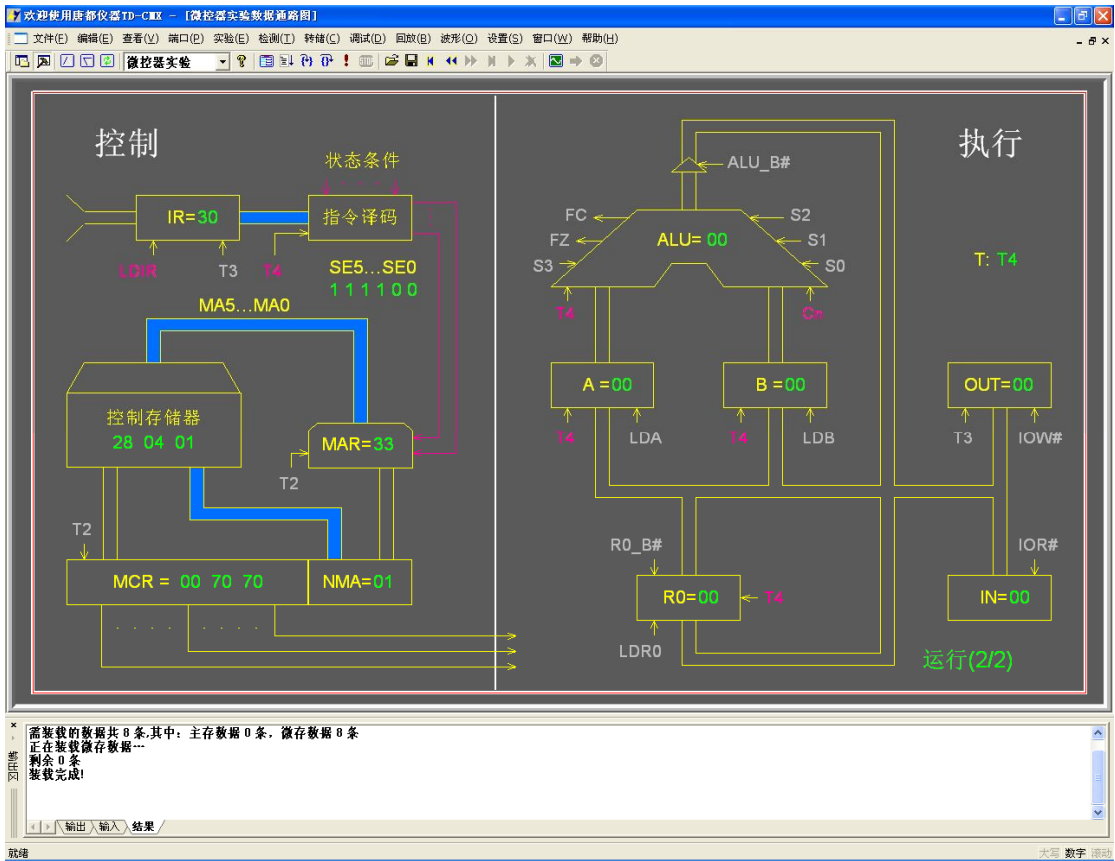 欢迎使用唐都仪器TD-CMX - [微控器实验数据通路图]
文件(F) 编辑(E) 查看(V) 端口(P) 实验(E) 检测(T) 转储(C) 调试(D) 回放(B) 波形(O) 设置(S) 窗口(W) 帮助(H)
微控器实验
控制
执行
状态条件
ALU_B#
IR=30
指令译码
FC
S2
FZ
ALU= 00
S1
S3
S0
LDIR
T3
T4
SE5...SE0
1 1 1 1 0 0
T: T4
MA5...MA0
T4
Cn
控制存储器
28 04 01
A =00
B =00
OUT=00
MAR=33
T4
LDA
T4
LDB
T3
IOW#
T2
T2
R0_B#
IOR#
MCR = 00 70 70
NMA=01
R0=00
T4
IN=00
LDR0
运行(2/2)
需装载的数据共 8 条,其中: 主存数据 0 条, 微存数据 8 条
正在装载微存数据…
剩余 0 条
装载完成!
输出区
输出 输入 结果
就绪
大写 数字 滚动